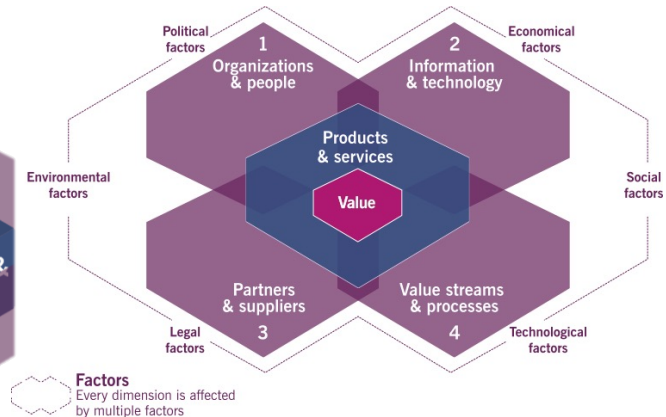 Political
factors
1
Organizations
& people
2
Information
& technology
Economical
factors
Products
& services
Environmental
factors
Value
Social
factors
Partners
& suppliers
3
Value streams
& processes
4
Legal
factors
Technological
factors
Factors
Every dimension is affected
by multiple factors